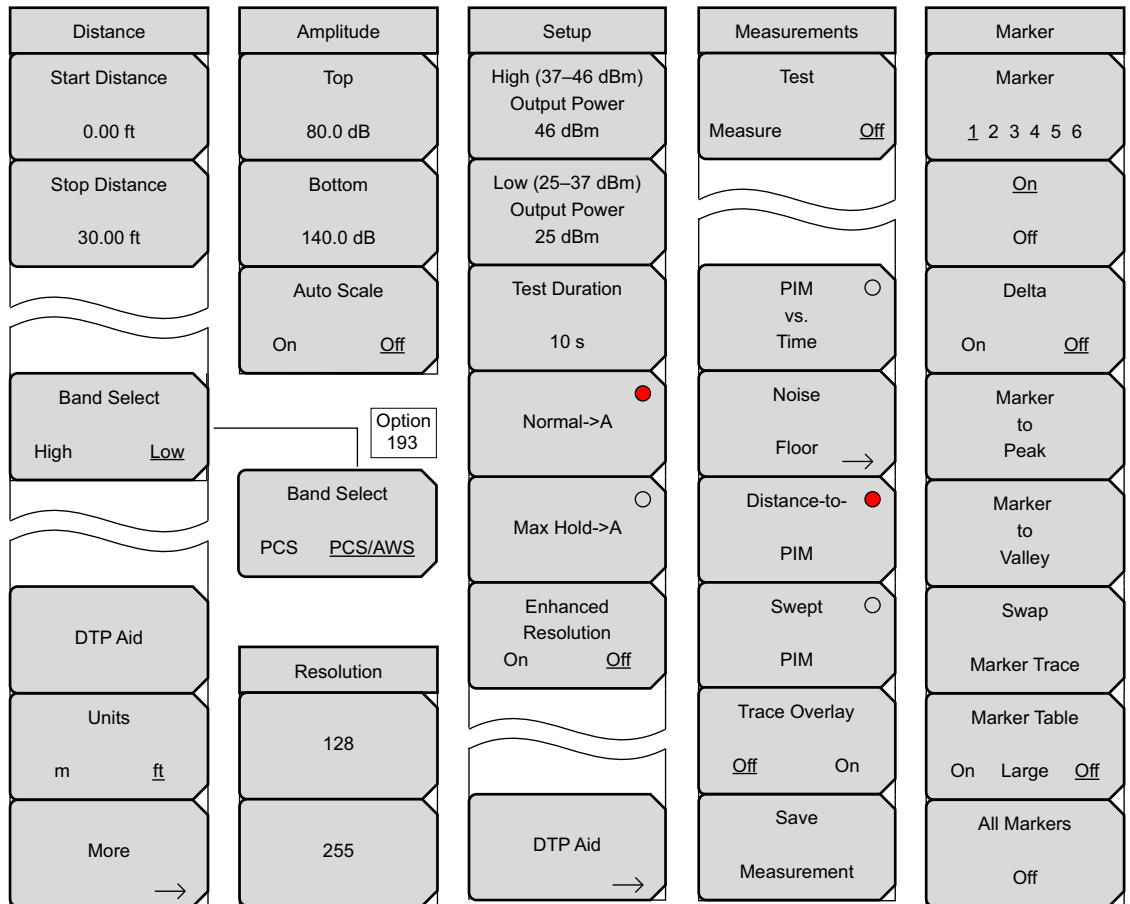 Distance
Start Distance
0.00 ft
Stop Distance
30.00 ft
Band Select
High Low
DTP Aid
Units
m ft
More
Amplitude
Top
80.0 dB
Bottom
140.0 dB
Auto Scale
On Off
Option
193
Band Select
PCS PCS/AWS
Resolution
128
255
Setup
High (37–46 dBm)
Output Power
46 dBm
Low (25–37 dBm)
Output Power
25 dBm
Test Duration
10 s
Normal->A
Max Hold->A
Enhanced
Resolution
On Off
DTP Aid
Measurements
Test
Measure Off
PIM
vs.
Time
Noise
Floor
Distance-to-
PIM
Swept
PIM
Trace Overlay
Off On
Save
Measurement
Marker
Marker
1 2 3 4 5 6
On
Off
Delta
On Off
Marker
to
Peak
Marker
to
Valley
Swap
Marker Trace
Marker Table
On Large Off
All Markers
Off